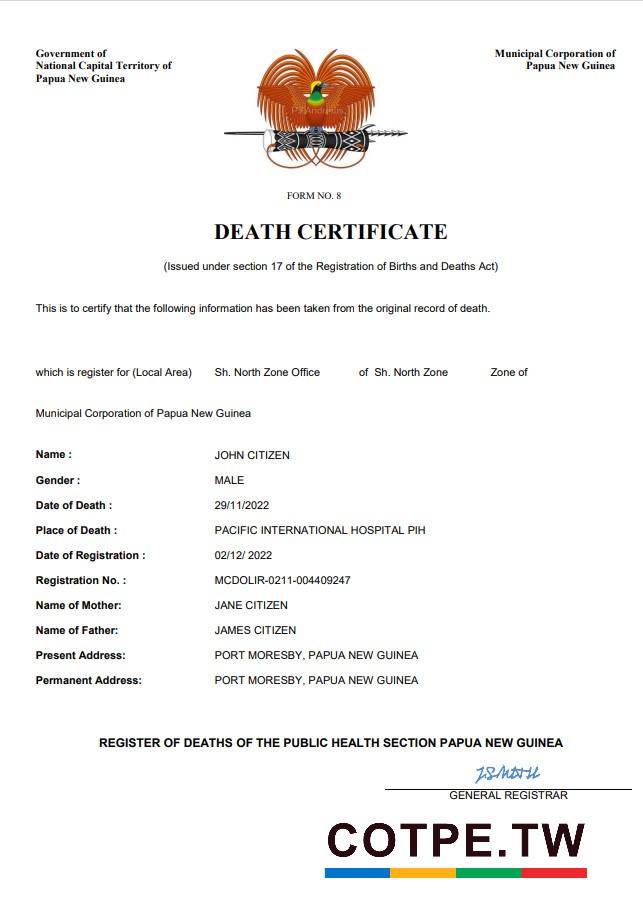 Government of
National Capital Territory of
Papua New Guinea
Municipal Corporation of
Papua New Guinea
FORM NO. 8
DEATH CERTIFICATE
(Issued under section 17 of the Registration of Births and Deaths Act)
This is to certify that the following information has been taken from the original record of death.
which is register for (Local Area) Sh. North Zone Office of Sh. North Zone Zone of
Municipal Corporation of Papua New Guinea
Name : JOHN CITIZEN
Gender : MALE
Date of Death : 29/11/2022
Place of Death : PACIFIC INTERNATIONAL HOSPITAL PIH
Date of Registration : 02/12/ 2022
Registration No. : MCDOLIR-0211-004409247
Name of Mother: JANE CITIZEN
Name of Father: JAMES CITIZEN
Present Address: PORT MORESBY, PAPUA NEW GUINEA
Permanent Address: PORT MORESBY, PAPUA NEW GUINEA
REGISTER OF DEATHS OF THE PUBLIC HEALTH SECTION PAPUA NEW GUINEA
GENERAL REGISTRAR
COTPE.TW